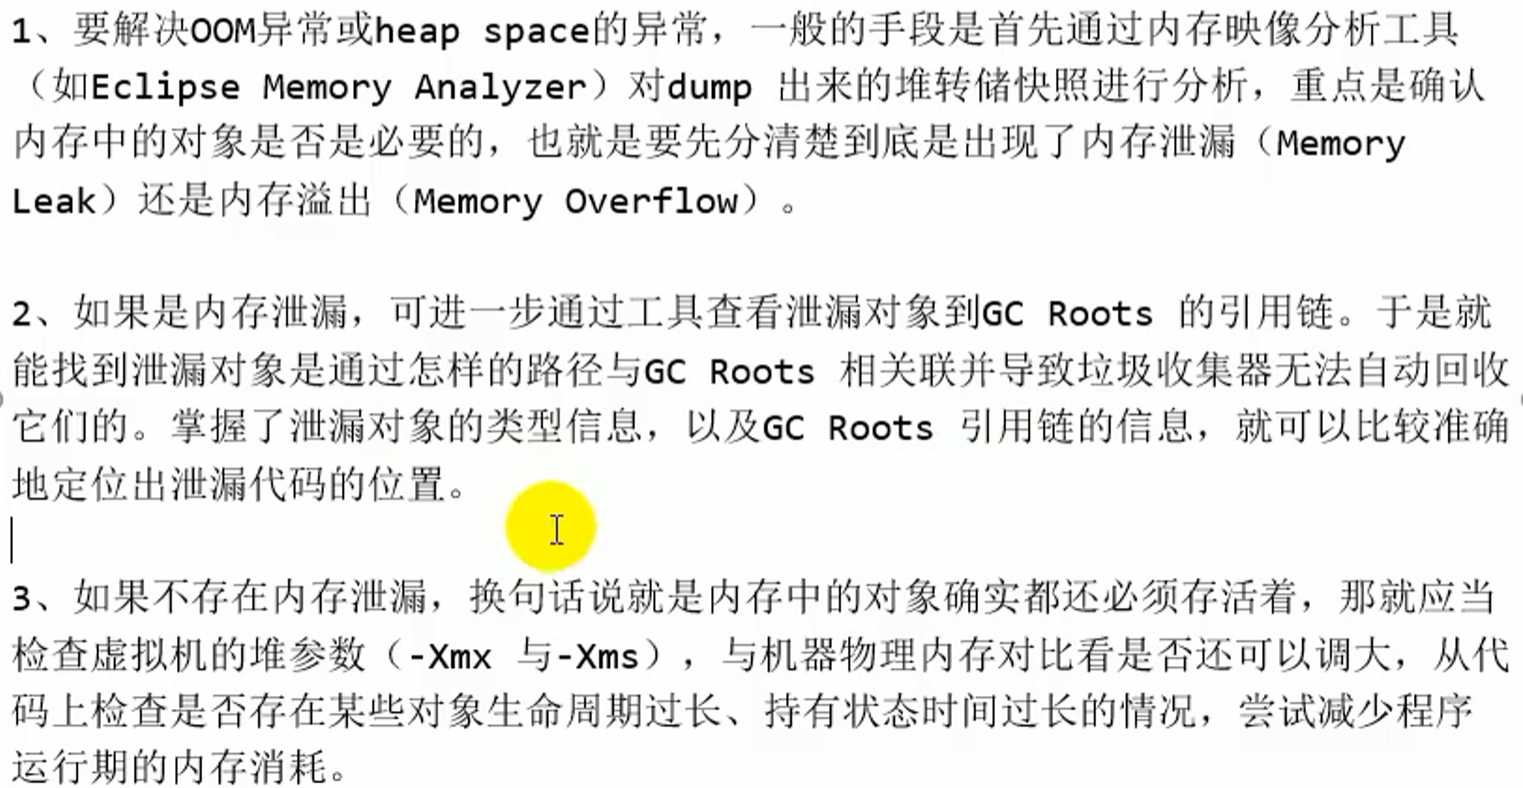 1、要解决OOM异常或heap space的异常，一般的手段是首先通过内存映像分析工具
（如Eclipse Memory Analyzer）对dump 出来的堆转储快照进行分析，重点是确认
内存中的对象是否是必要的，也就是要先分清楚到底是出现了内存泄漏（Memory
Leak）还是内存溢出（Memory Overflow）。
2、如果是内存泄漏，可进一步通过工具查看泄漏对象到GC Roots 的引用链。于是就
能找到泄漏对象是通过怎样的路径与GC Roots 相关联并导致垃圾收集器无法自动回收
它们的。掌握了泄漏对象的类型信息，以及GC Roots 引用链的信息，就可以比较准确
地定位出泄漏代码的位置。
3、如果不存在内存泄漏，换句话说就是内存中的对象确实都还必须存活着，那就应当
检查虚拟机的堆参数（-Xmx 与-Xms），与机器物理内存对比看是否还可以调大，从代
码上检查是否存在某些对象生命周期过长、持有状态时间过长的情况，尝试减少程序
运行期的内存消耗。